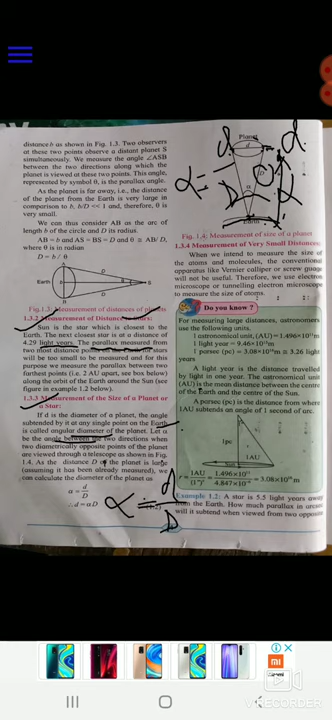 distance b as shown in Fig. 1.3. Two observers
at these two points observe a distant planet S
simultaneously. We measure the angle ∠ASB
between the two directions along which the
planet is viewed at these two points. This angle,
represented by symbol θ, is the parallax angle.
As the planet is far away, i.e., the distance
of the planet from the Earth is very large in
comparison to b, b/D << 1 and, therefore, θ is
very small.
We can thus consider AB as the arc of
length b of the circle and D its radius.
AB = b and AS = BS = D and θ ≅ AB/D,
where θ is in radian
D = b / θ
Earth
D
S
B
Fig.1.3: Measurement of distances of planets
1.3.2 Measurement of Distance to Stars:
Sun is the star which is closest to the
Earth. The next closest star is at a distance of
4.29 light years. The parallax measured from
two most distance points on the Earth for stars
will be too small to be measured and for this
purpose we measure the parallax between two
farthest points (i.e. 2 AU apart, see box below)
along the orbit of the Earth around the Sun (see
figure in example 1.2 below).
1.3.3 Measurement of the Size of a Planet or
a Star:
If d is the diameter of a planet, the angle
subtended by it at any single point on the Earth
is called angular diameter of the planet. Let α
be the angle between the two directions when
two diametrically opposite points of the planet
are viewed through a telescope as shown in Fig.
1.4. As the distance D of the planet is large
(assuming it has been already measured), we
can calculate the diameter of the planet as
α = d/D
∴ d = αD
α = d/D
Planet
d
d
α =
D
α
Earth
Fig. 1.4: Measurement of size of a planet
1.3.4 Measurement of Very Small Distances:
When we intend to measure the size of
the atoms and molecules, the conventional
apparatus like Vernier calliper or screw gauge
will not be useful. Therefore, we use electron
microscope or tunnelling electron microscope
to measure the size of atoms.
Do you know ?
For measuring large distances, astronomers
use the following units.
1 astronomical unit, (AU) = 1.496×10¹¹m
1 light year = 9.46×10¹⁵m
1 parsec (pc) = 3.08×10¹⁶m ≅ 3.26 light
years
A light year is the distance travelled
by light in one year. The astronomical unit
(AU) is the mean distance between the centre
of the Earth and the centre of the Sun.
A parsec (pc) is the distance from where
1AU subtends an angle of 1 second of arc.
1pc
1AU
Sun
r = 1AU/(1") = 1.496×10¹¹/4.847×10⁻⁶ = 3.08×10¹⁶ m
Example 1.2: A star is 5.5 light years away
from the Earth. How much parallax in arcsec
will it subtend when viewed from two opposite
mi
V RECORDER